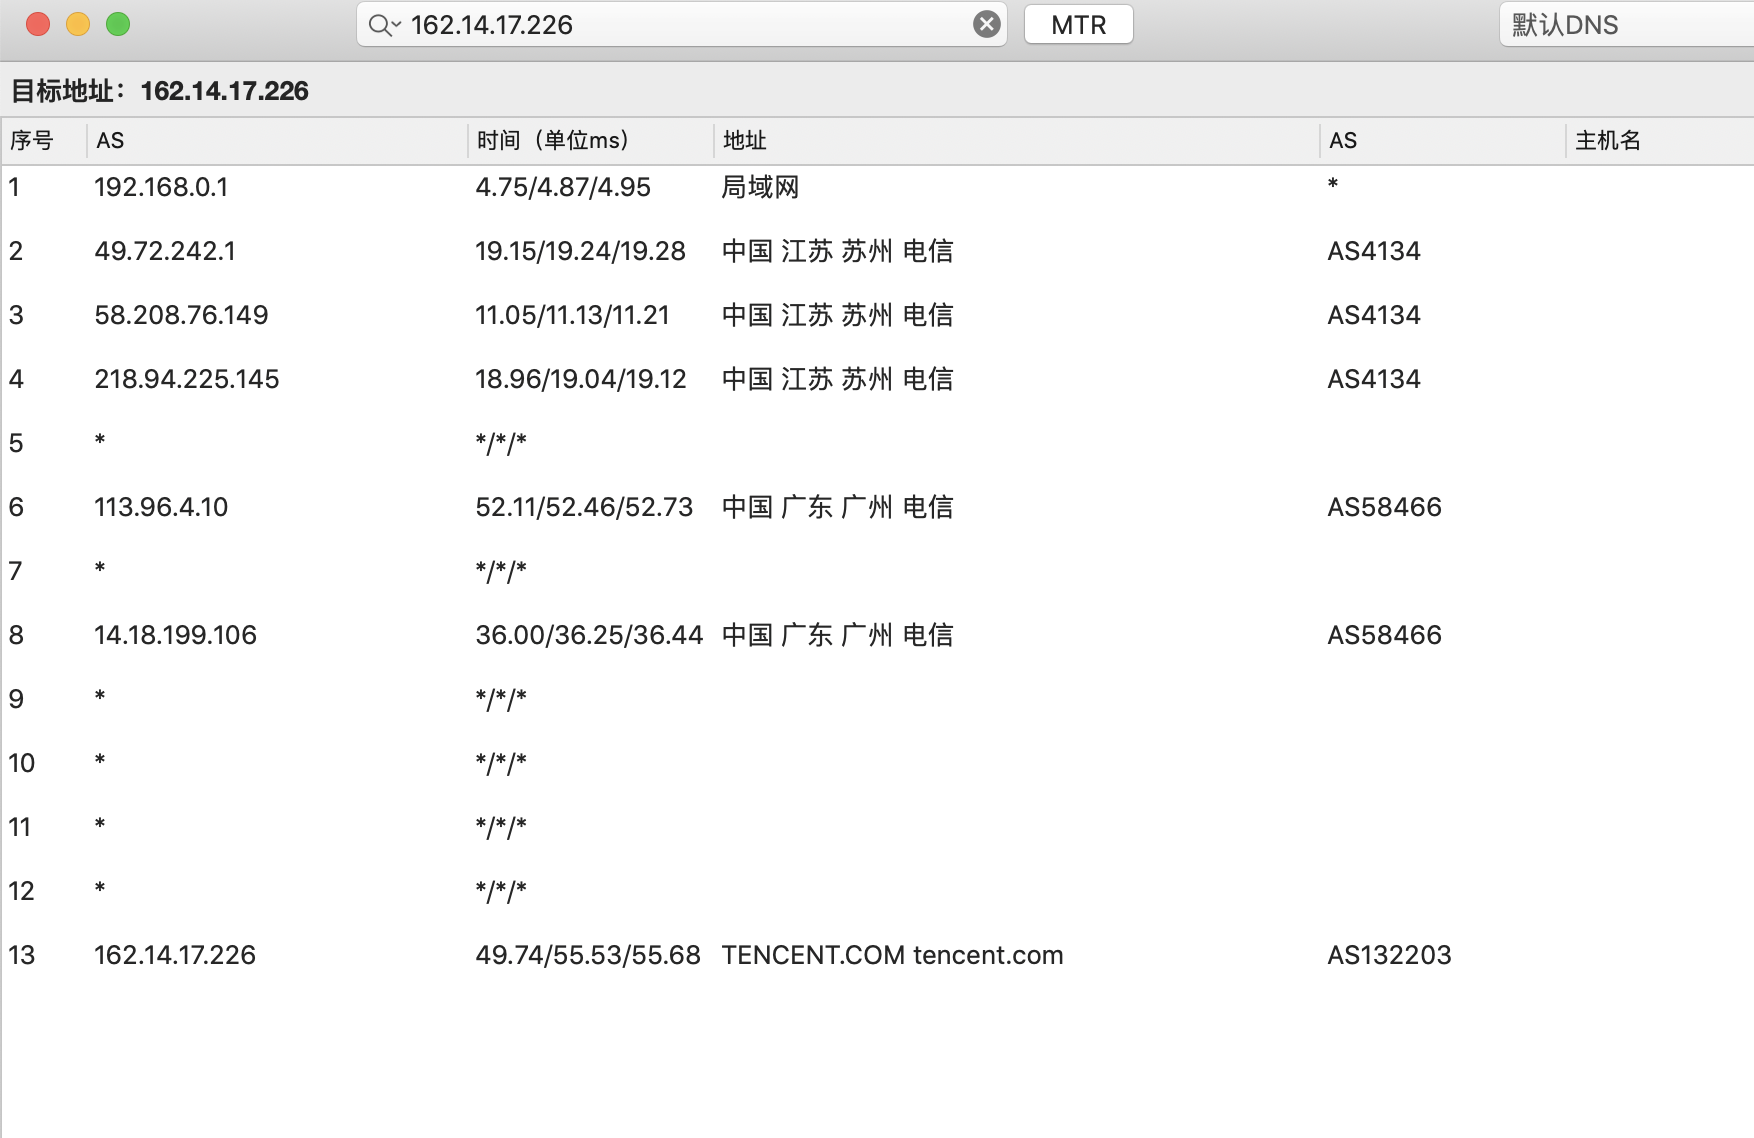 162.14.17.226 MTR 默认DNS
目标地址：162.14.17.226
序号 AS 时间（单位ms） 地址 AS 主机名
1 192.168.0.1 4.75/4.87/4.95 局域网 *
2 49.72.242.1 19.15/19.24/19.28 中国 江苏 苏州 电信 AS4134
3 58.208.76.149 11.05/11.13/11.21 中国 江苏 苏州 电信 AS4134
4 218.94.225.145 18.96/19.04/19.12 中国 江苏 苏州 电信 AS4134
5 * */*/*
6 113.96.4.10 52.11/52.46/52.73 中国 广东 广州 电信 AS58466
7 * */*/*
8 14.18.199.106 36.00/36.25/36.44 中国 广东 广州 电信 AS58466
9 * */*/*
10 * */*/*
11 * */*/*
12 * */*/*
13 162.14.17.226 49.74/55.53/55.68 TENCENT.COM tencent.com AS132203